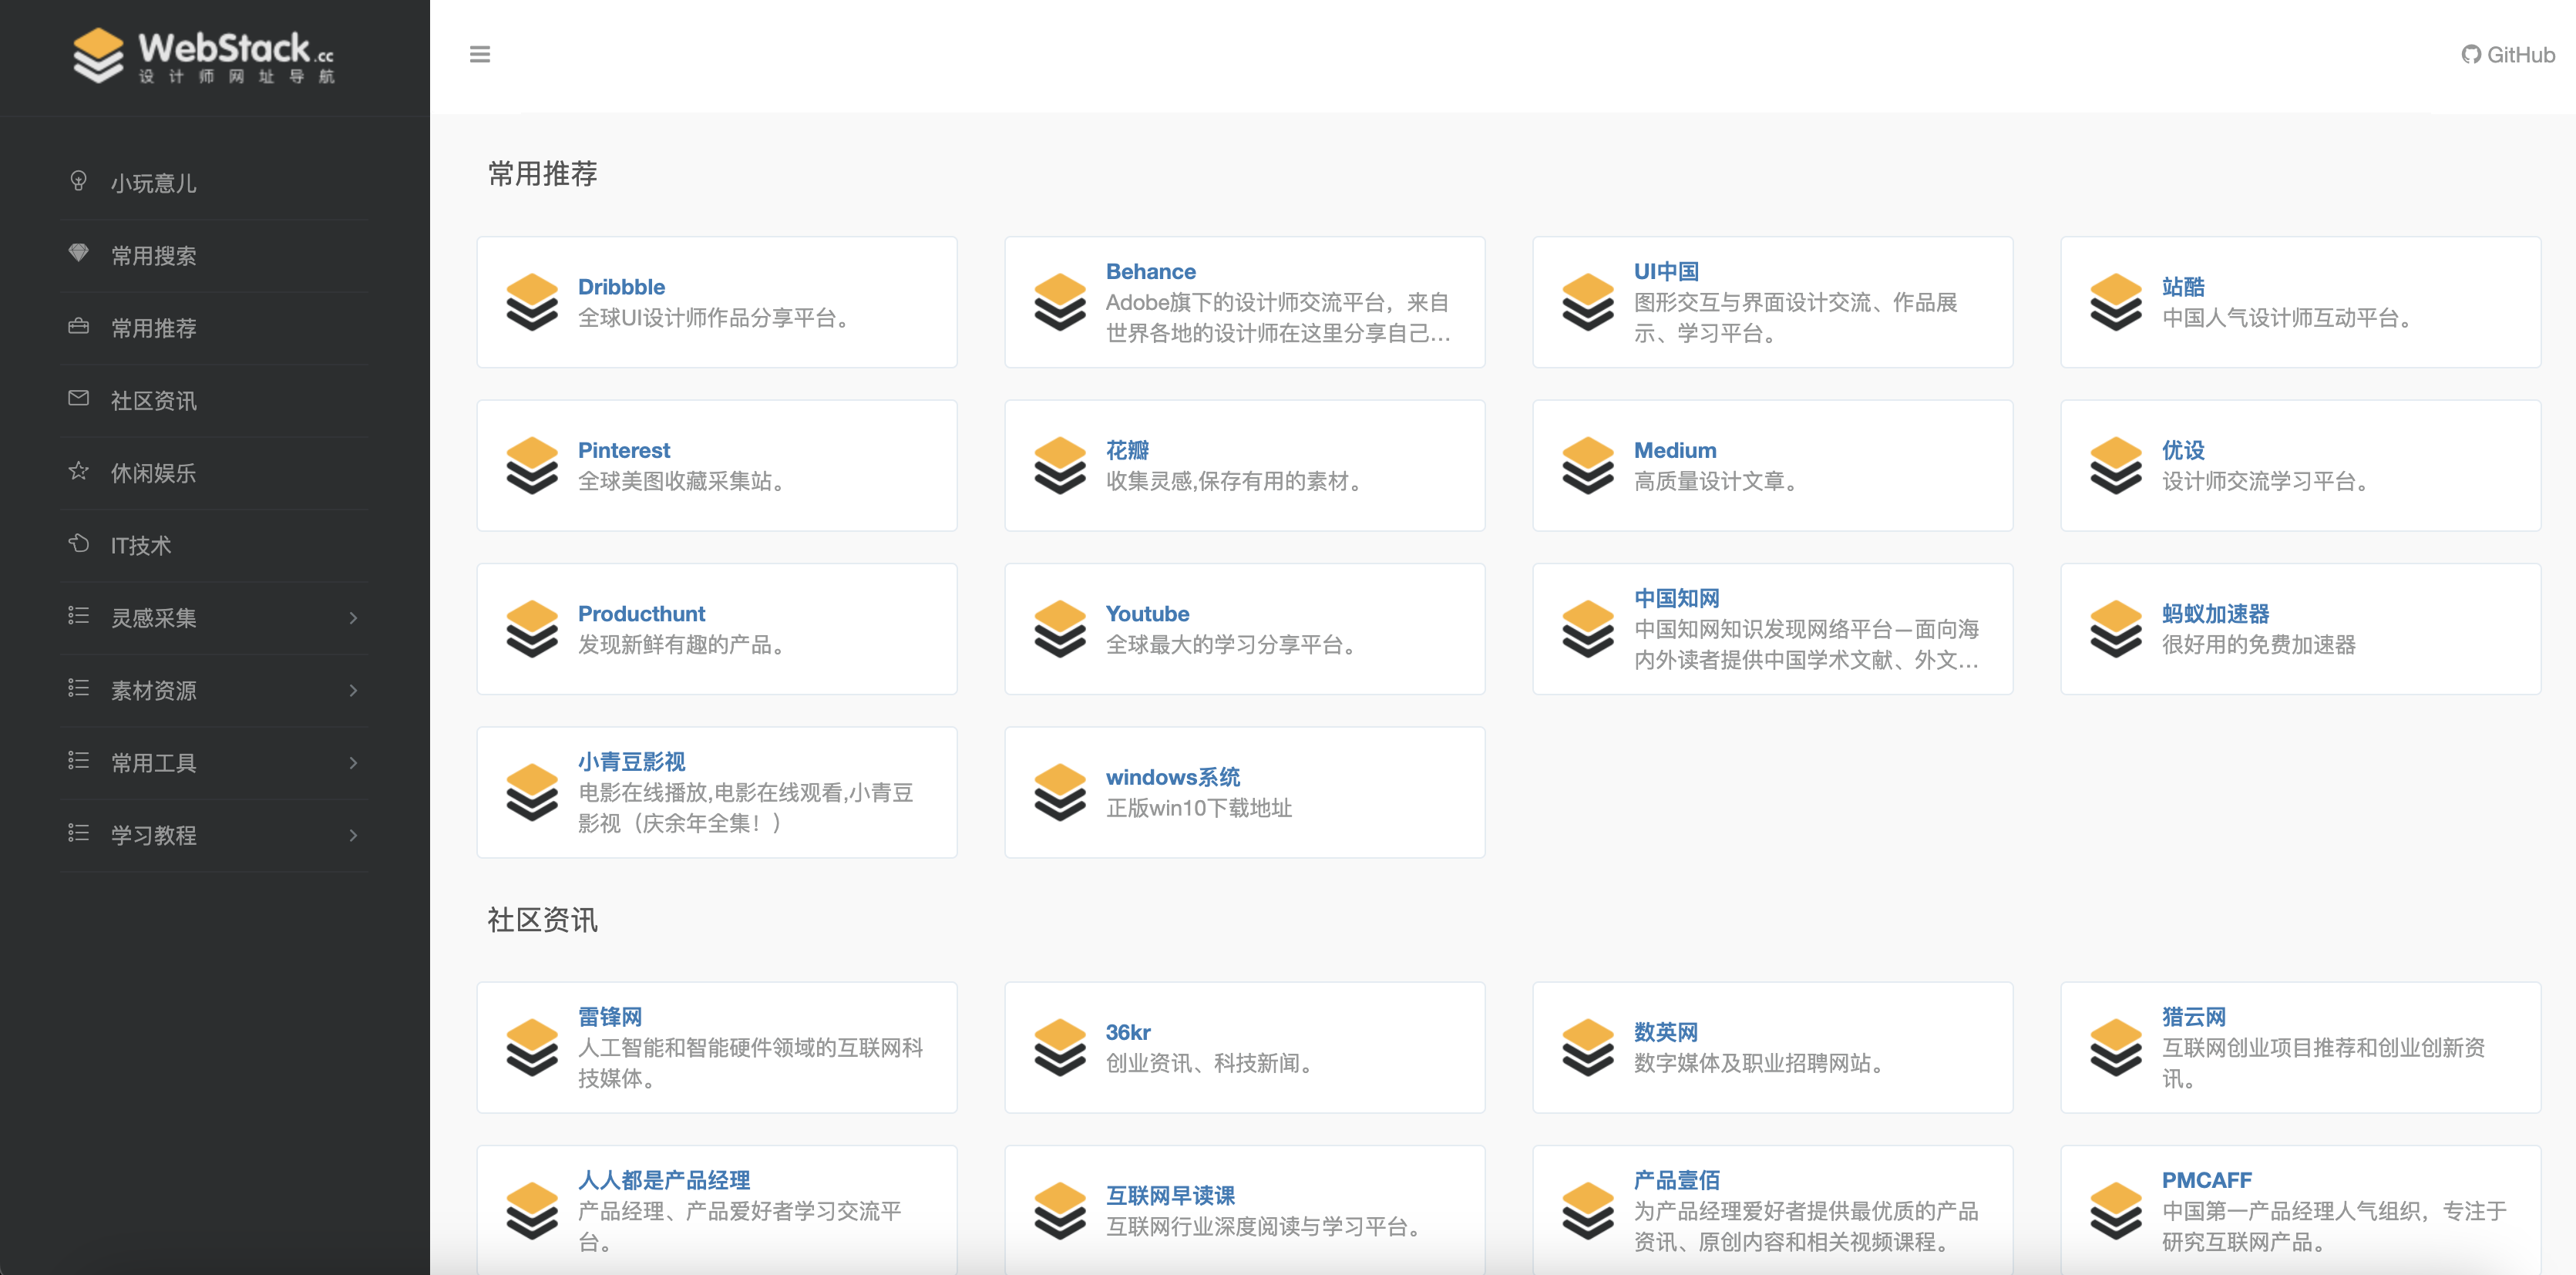 WebStack.cc
设计师网址导航
GitHub
小玩意儿
常用搜索
常用推荐
社区资讯
休闲娱乐
IT技术
灵感采集
素材资源
常用工具
学习教程
常用推荐
Dribbble
全球UI设计师作品分享平台。
Behance
Adobe旗下的设计师交流平台，来自
世界各地的设计师在这里分享自己...
UI中国
图形交互与界面设计交流、作品展
示、学习平台。
站酷
中国人气设计师互动平台。
Pinterest
全球美图收藏采集站。
花瓣
收集灵感,保存有用的素材。
Medium
高质量设计文章。
优设
设计师交流学习平台。
Producthunt
发现新鲜有趣的产品。
Youtube
全球最大的学习分享平台。
中国知网
中国知网知识发现网络平台—面向海
内外读者提供中国学术文献、外文...
蚂蚁加速器
很好用的免费加速器
小青豆影视
电影在线播放,电影在线观看,小青豆
影视（庆余年全集！）
windows系统
正版win10下载地址
社区资讯
雷锋网
人工智能和智能硬件领域的互联网科
技媒体。
36kr
创业资讯、科技新闻。
数英网
数字媒体及职业招聘网站。
猎云网
互联网创业项目推荐和创业创新资
讯。
人人都是产品经理
产品经理、产品爱好者学习交流平
台。
互联网早读课
互联网行业深度阅读与学习平台。
产品壹佰
为产品经理爱好者提供最优质的产品
资讯、原创内容和相关视频课程。
PMCAFF
中国第一产品经理人气组织，专注于
研究互联网产品。